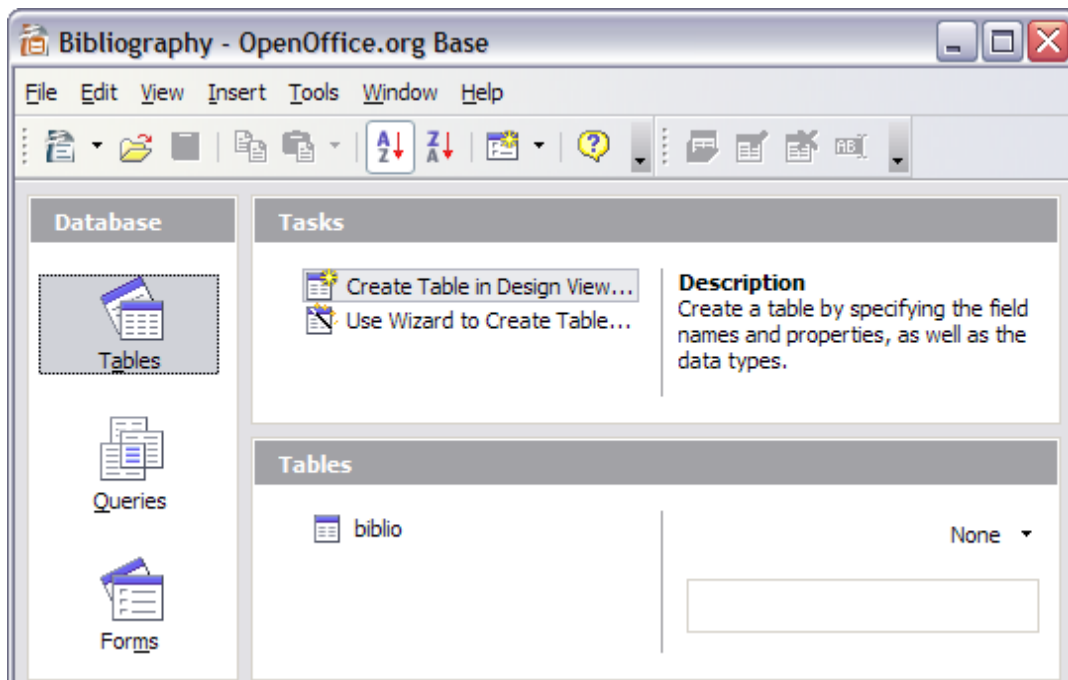 Bibliography - OpenOffice.org Base
File Edit View Insert Tools Window Help
Database
Tables
Queries
Forms
Tasks
Create Table in Design View...
Use Wizard to Create Table...
Description
Create a table by specifying the field
names and properties, as well as the
data types.
Tables
biblio
None